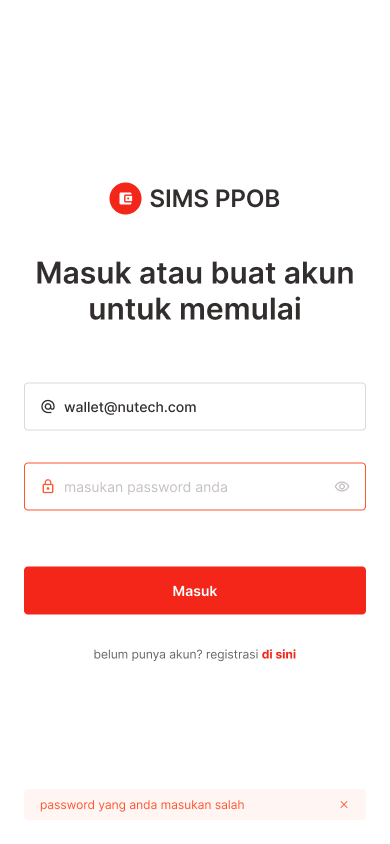 SIMS PPOB
Masuk atau buat akun
untuk memulai
wallet@nutech.com
masukan password anda
Masuk
belum punya akun? registrasi di sini
password yang anda masukan salah